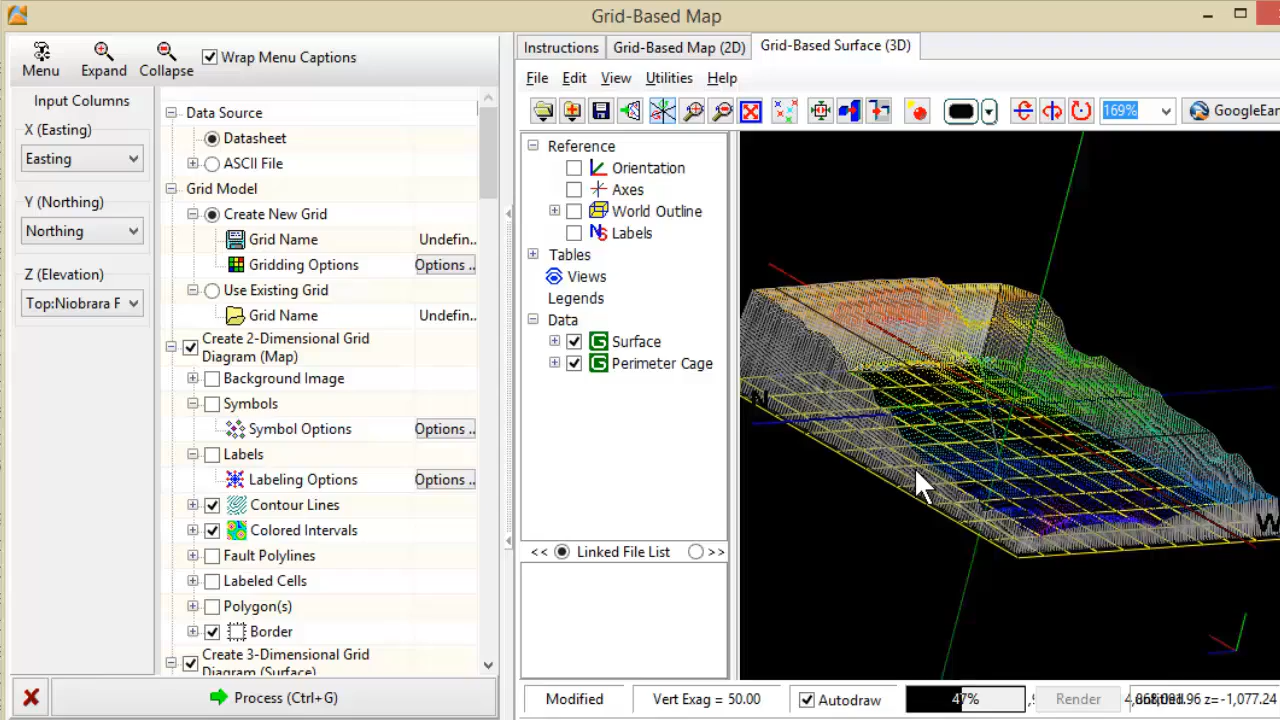 Grid-Based Map
Menu
Expand
Collapse
Wrap Menu Captions
Input Columns
X (Easting)
Easting
Y (Northing)
Northing
Z (Elevation)
Top:Niobrara F
Data Source
Datasheet
ASCII File
Grid Model
Create New Grid
Grid Name Undefin..
Gridding Options Options ..
Use Existing Grid
Grid Name Undefin..
Create 2-Dimensional Grid
Diagram (Map)
Background Image
Symbols
Symbol Options Options ..
Labels
Labeling Options Options ..
Contour Lines
Colored Intervals
Fault Polylines
Labeled Cells
Polygon(s)
Border
Create 3-Dimensional Grid
Diagram (Surface)
Process (Ctrl+G)
Instructions Grid-Based Map (2D) Grid-Based Surface (3D)
File Edit View Utilities Help
169% GoogleEar
Reference
Orientation
Axes
World Outline
Labels
Tables
Views
Legends
Data
Surface
Perimeter Cage
<< Linked File List >>
N
W
Modified Vert Exag = 50.00 Autodraw 47% Render z=-1,077.24